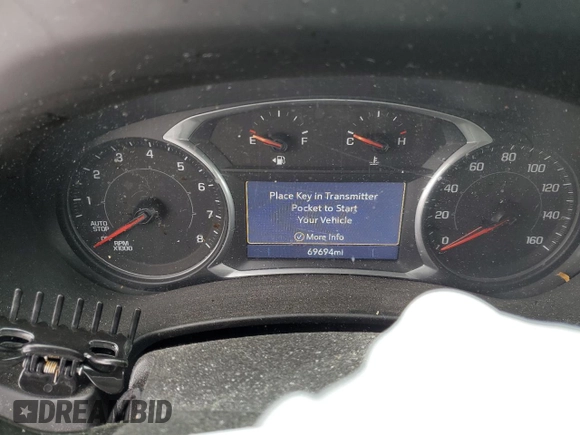 1 2 3 4 5 6 7 8
AUTO
STOP
RPM
X1000
E F
C H
Place Key in Transmitter
Pocket to Start
Your Vehicle
More Info
69694mi
0 20 40 60 80 100 120 140 160
DREAMBID